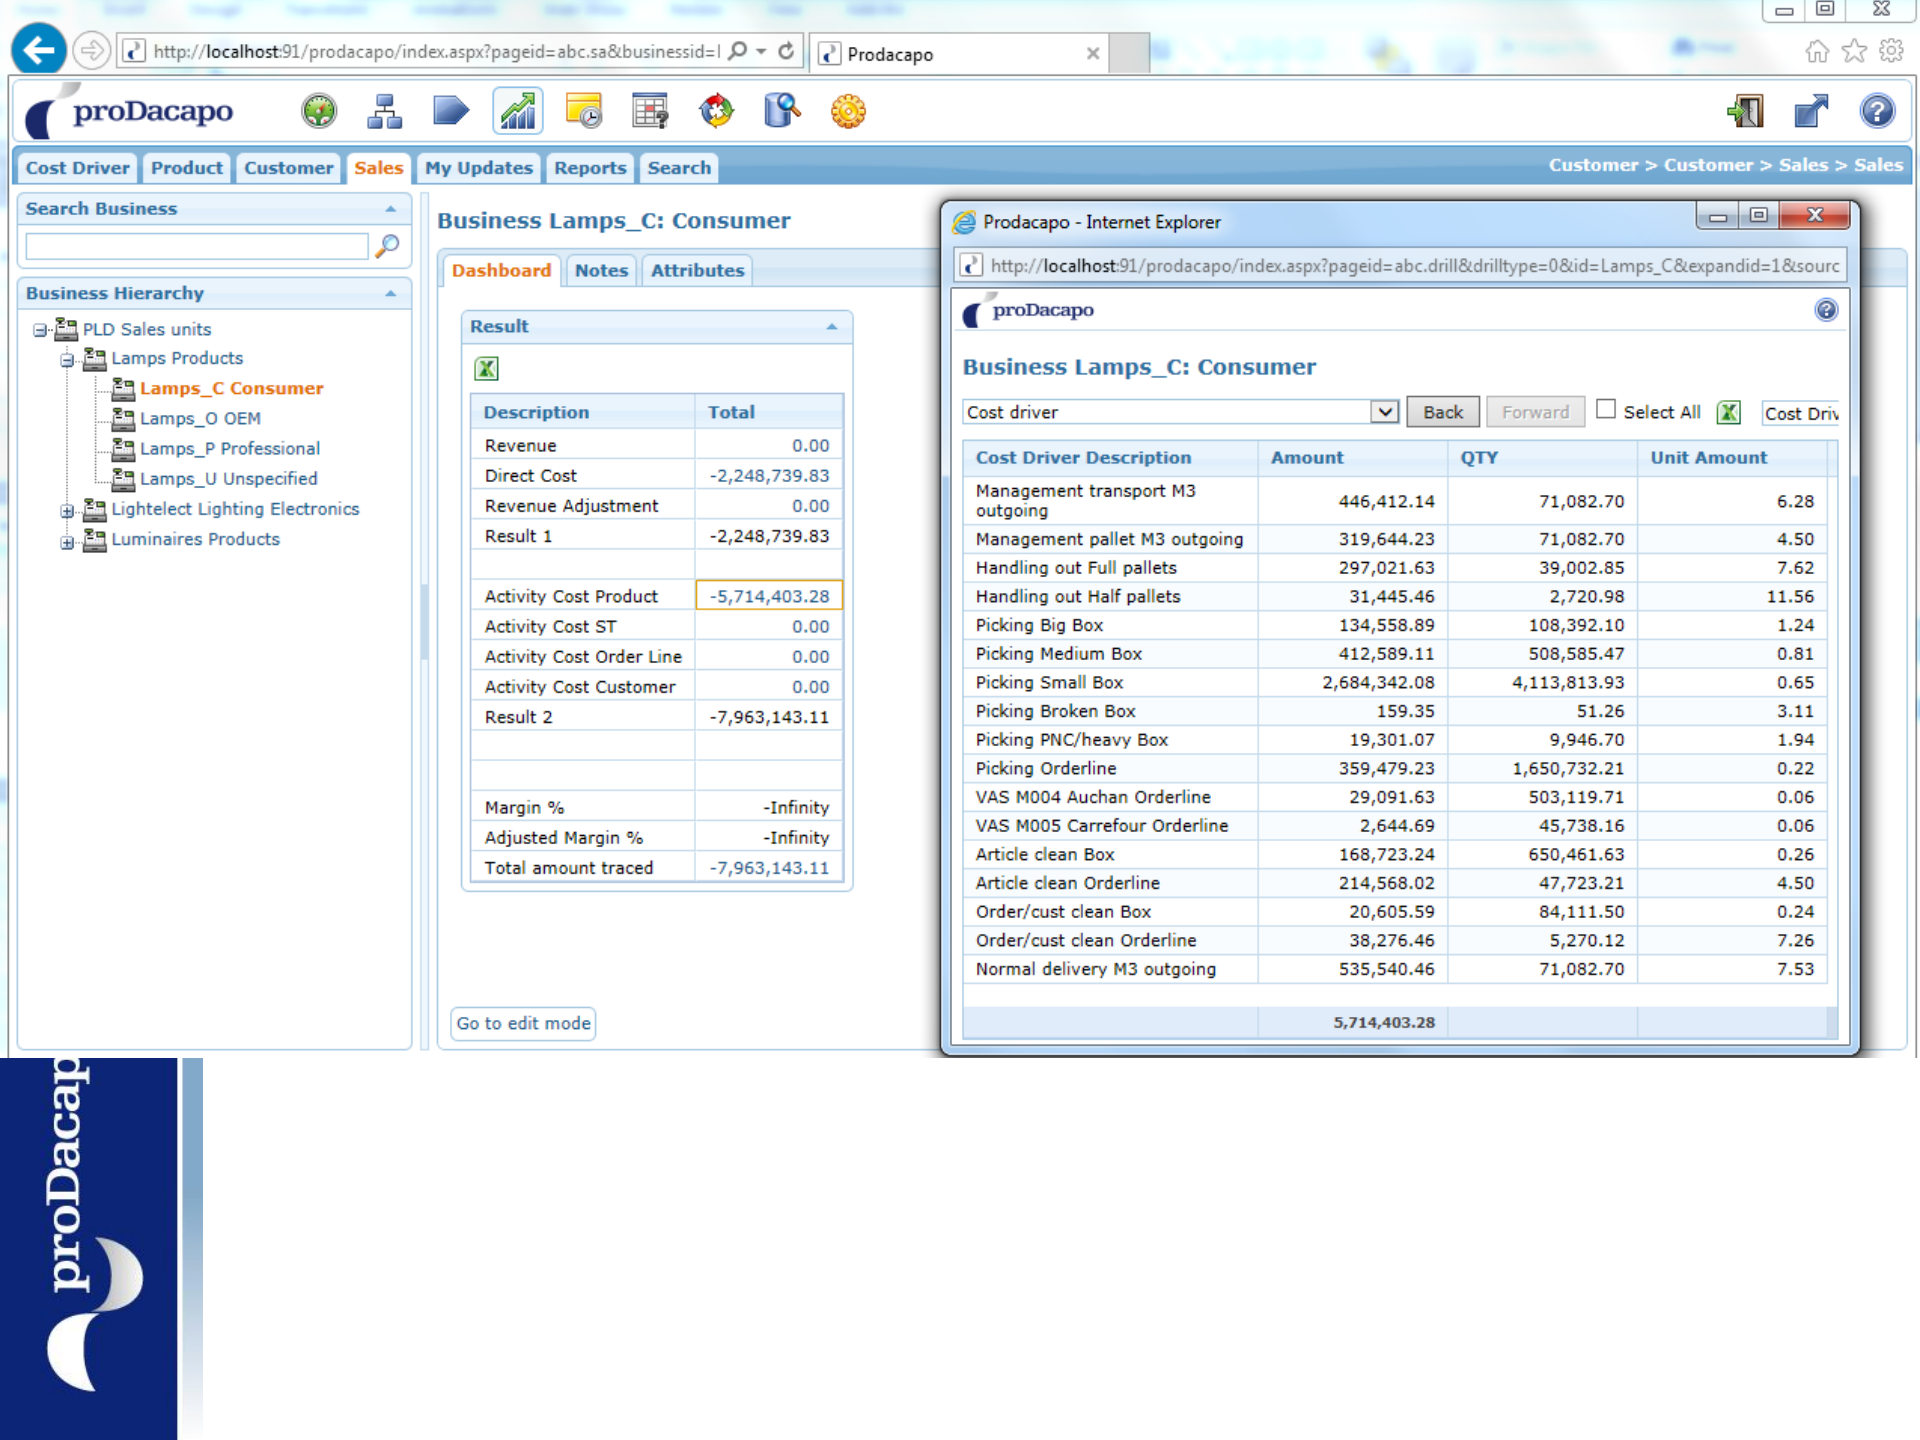 http://localhost:91/prodacapo/index.aspx?pageid=abc.sa&businessid=l
Prodacapo
proDacapo
Cost Driver Product Customer Sales My Updates Reports Search
Customer > Customer > Sales > Sales
Search Business
Business Hierarchy
PLD Sales units
Lamps Products
Lamps_C Consumer
Lamps_O OEM
Lamps_P Professional
Lamps_U Unspecified
Lightelect Lighting Electronics
Luminaires Products
Business Lamps_C: Consumer
Dashboard Notes Attributes
Result
Description Total
Revenue 0.00
Direct Cost -2,248,739.83
Revenue Adjustment 0.00
Result 1 -2,248,739.83
Activity Cost Product -5,714,403.28
Activity Cost ST 0.00
Activity Cost Order Line 0.00
Activity Cost Customer 0.00
Result 2 -7,963,143.11
Margin % -Infinity
Adjusted Margin % -Infinity
Total amount traced -7,963,143.11
Go to edit mode
Prodacapo - Internet Explorer
http://localhost:91/prodacapo/index.aspx?pageid=abc.drill&drilltype=0&id=Lamps_C&expandid=1&sourc
proDacapo
Business Lamps_C: Consumer
Cost driver Back Forward Select All Cost Driv
Cost Driver Description Amount QTY Unit Amount
Management transport M3
outgoing 446,412.14 71,082.70 6.28
Management pallet M3 outgoing 319,644.23 71,082.70 4.50
Handling out Full pallets 297,021.63 39,002.85 7.62
Handling out Half pallets 31,445.46 2,720.98 11.56
Picking Big Box 134,558.89 108,392.10 1.24
Picking Medium Box 412,589.11 508,585.47 0.81
Picking Small Box 2,684,342.08 4,113,813.93 0.65
Picking Broken Box 159.35 51.26 3.11
Picking PNC/heavy Box 19,301.07 9,946.70 1.94
Picking Orderline 359,479.23 1,650,732.21 0.22
VAS M004 Auchan Orderline 29,091.63 503,119.71 0.06
VAS M005 Carrefour Orderline 2,644.69 45,738.16 0.06
Article clean Box 168,723.24 650,461.63 0.26
Article clean Orderline 214,568.02 47,723.21 4.50
Order/cust clean Box 20,605.59 84,111.50 0.24
Order/cust clean Orderline 38,276.46 5,270.12 7.26
Normal delivery M3 outgoing 535,540.46 71,082.70 7.53
5,714,403.28
proDacap